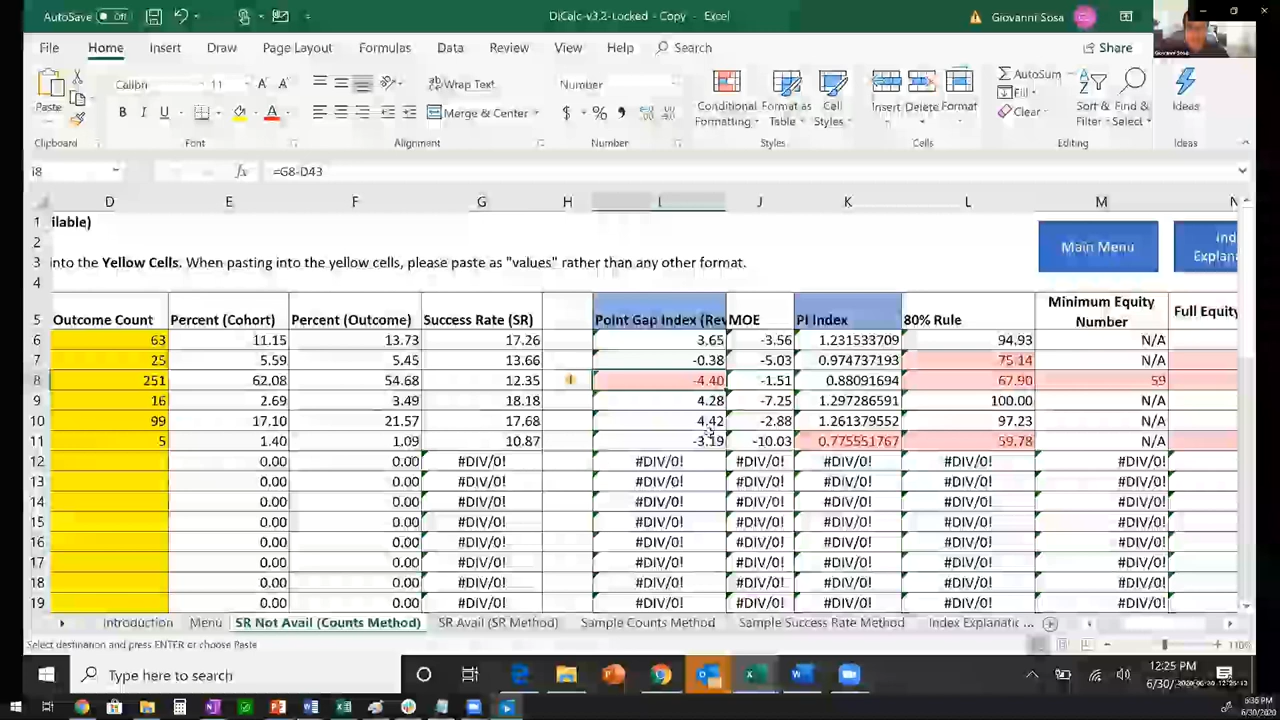 AutoSave Off DICalc-v3.2-Locked - Copy - Excel Giovanni Sosa
File Home Insert Draw Page Layout Formulas Data Review View Help Search Share
Paste Calibri 11 Wrap Text Number Conditional Formatting Format as Table Cell Styles Insert Delete Format AutoSum Fill Clear Sort & Filter Find & Select Ideas
B I U Merge & Center $ %
Clipboard Font Alignment Number Styles Cells Editing Ideas
I8 fx =G8-D43
D E F G H I J K L M
1 ilable)
2 Main Menu
3 into the Yellow Cells. When pasting into the yellow cells, please paste as "values" rather than any other format. Explana
4
5 Outcome Count Percent (Cohort) Percent (Outcome) Success Rate (SR) Point Gap Index (Rev MOE PI Index 80% Rule Minimum Equity Number Full Equity
6 63 11.15 13.73 17.26 3.65 -3.56 1.231533709 94.93 N/A
7 25 5.59 5.45 13.66 -0.38 -5.03 0.974737193 75.14 N/A
8 251 62.08 54.68 12.35 -4.40 -1.51 0.88091694 67.90 59
9 16 2.69 3.49 18.18 4.28 -7.25 1.297286591 100.00 N/A
10 99 17.10 21.57 17.68 4.42 -2.88 1.261379552 97.23 N/A
11 5 1.40 1.09 10.87 -3.19 -10.03 0.775551767 59.78 N/A
12 0.00 0.00 #DIV/0! #DIV/0! #DIV/0! #DIV/0! #DIV/0! #DIV/0!
13 0.00 0.00 #DIV/0! #DIV/0! #DIV/0! #DIV/0! #DIV/0! #DIV/0!
14 0.00 0.00 #DIV/0! #DIV/0! #DIV/0! #DIV/0! #DIV/0! #DIV/0!
15 0.00 0.00 #DIV/0! #DIV/0! #DIV/0! #DIV/0! #DIV/0! #DIV/0!
16 0.00 0.00 #DIV/0! #DIV/0! #DIV/0! #DIV/0! #DIV/0! #DIV/0!
17 0.00 0.00 #DIV/0! #DIV/0! #DIV/0! #DIV/0! #DIV/0! #DIV/0!
18 0.00 0.00 #DIV/0! #DIV/0! #DIV/0! #DIV/0! #DIV/0! #DIV/0!
19 0.00 0.00 #DIV/0! #DIV/0! #DIV/0! #DIV/0! #DIV/0! #DIV/0!
Introduction Menu SR Not Avail (Counts Method) SR Avail (SR Method) Sample Counts Method Sample Success Rate Method Index Explanatic ...
Select destination and press ENTER or choose Paste 110%
Type here to search 12:25 PM
6/30/2020
6/30/2020